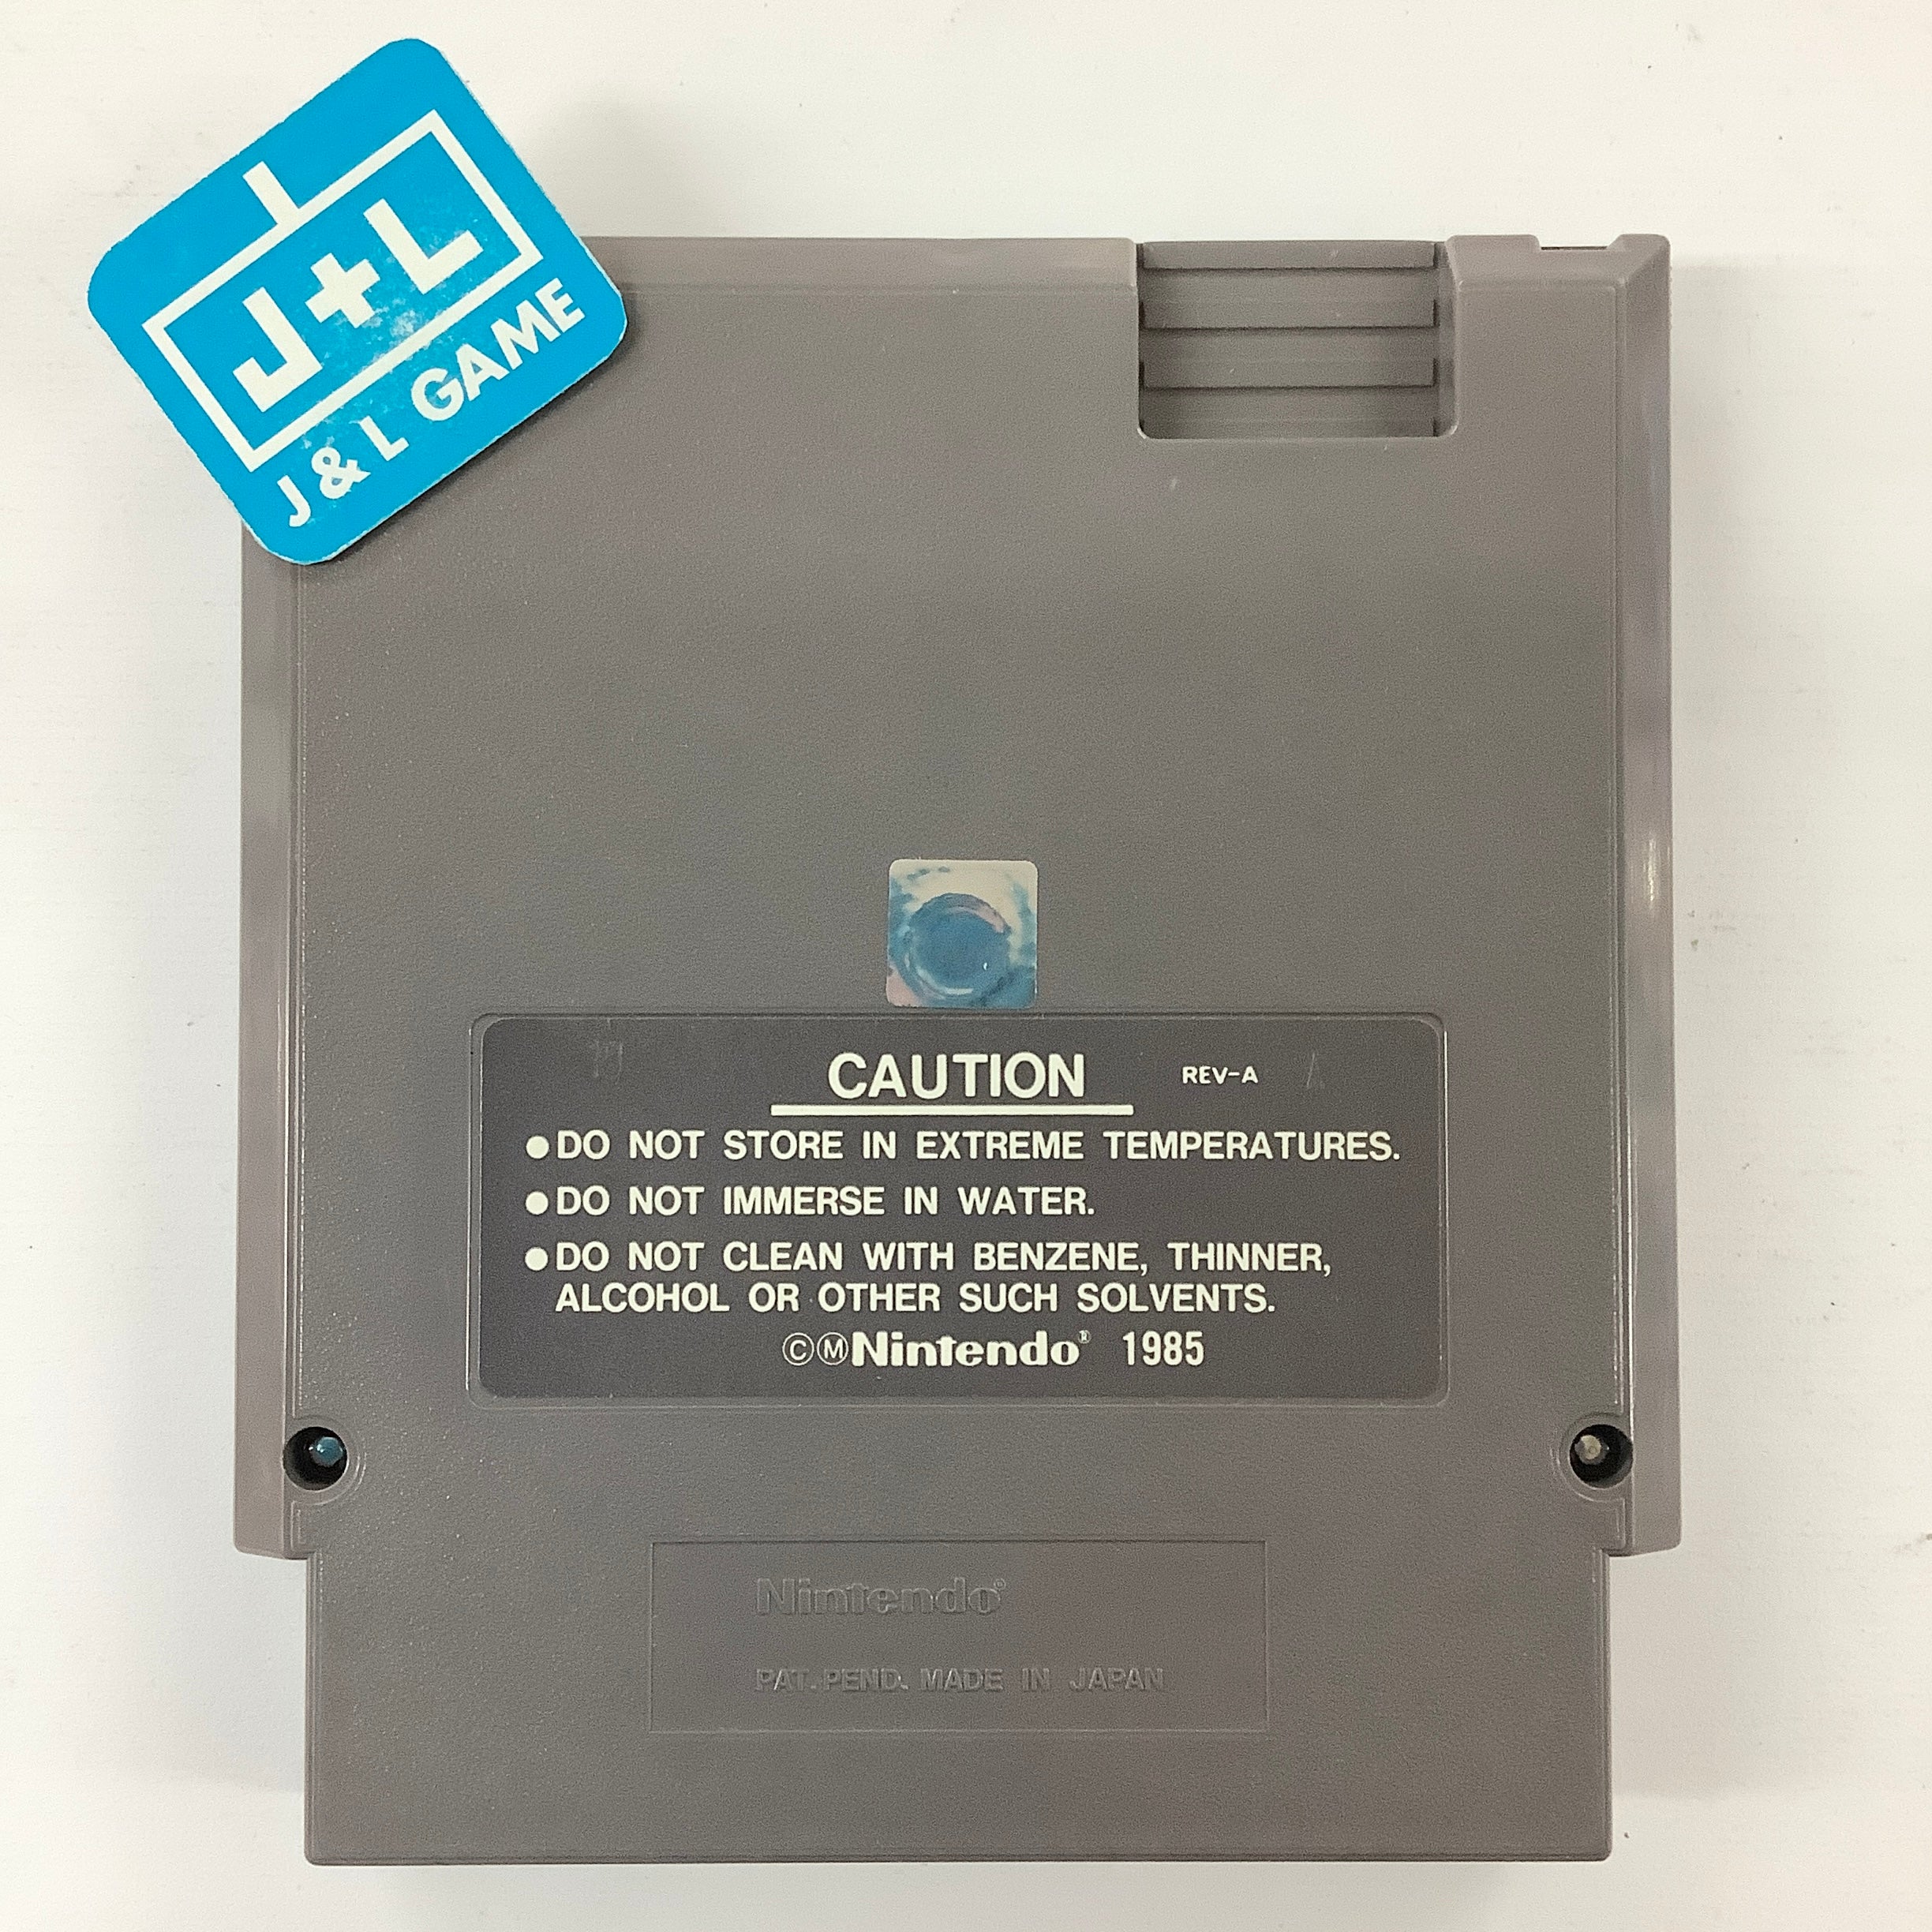 J+L
J & L GAME
CAUTION REV-A
●DO NOT STORE IN EXTREME TEMPERATURES.
●DO NOT IMMERSE IN WATER.
●DO NOT CLEAN WITH BENZENE, THINNER,
ALCOHOL OR OTHER SUCH SOLVENTS.
©ⓂNintendo® 1985
Nintendo®
PAT. PEND. MADE IN JAPAN